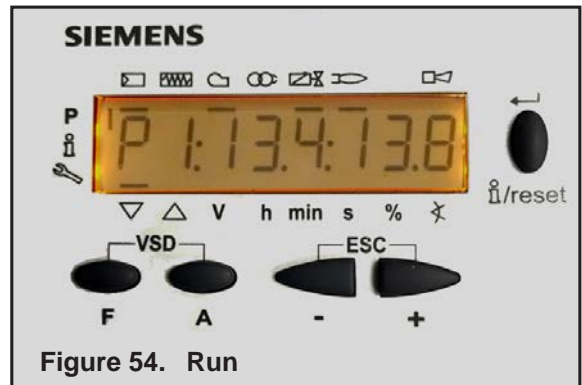 SIEMENS
P
P 1:13.4:13.8
i
i/reset
V h min s %
VSD ESC
F A - +
Figure 54. Run